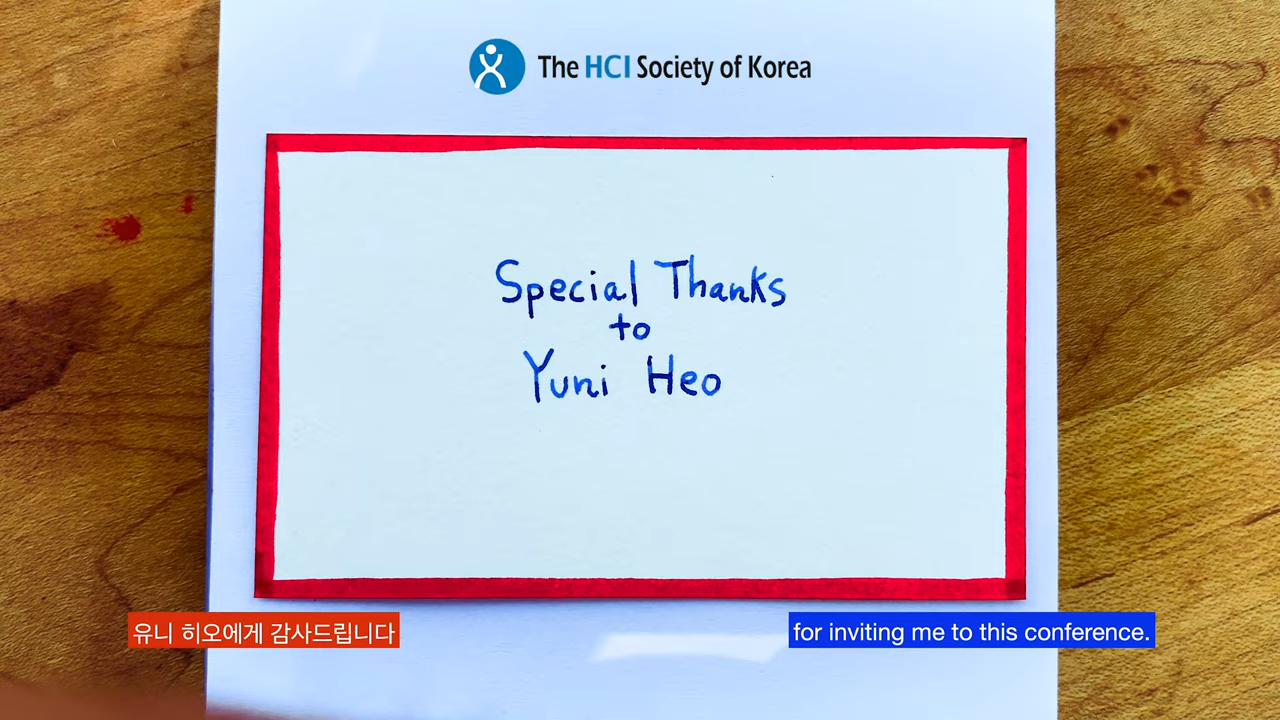 The HCI Society of Korea
Special Thanks
to
Yuni Heo
유니 히오에게 감사드립니다
for inviting me to this conference.